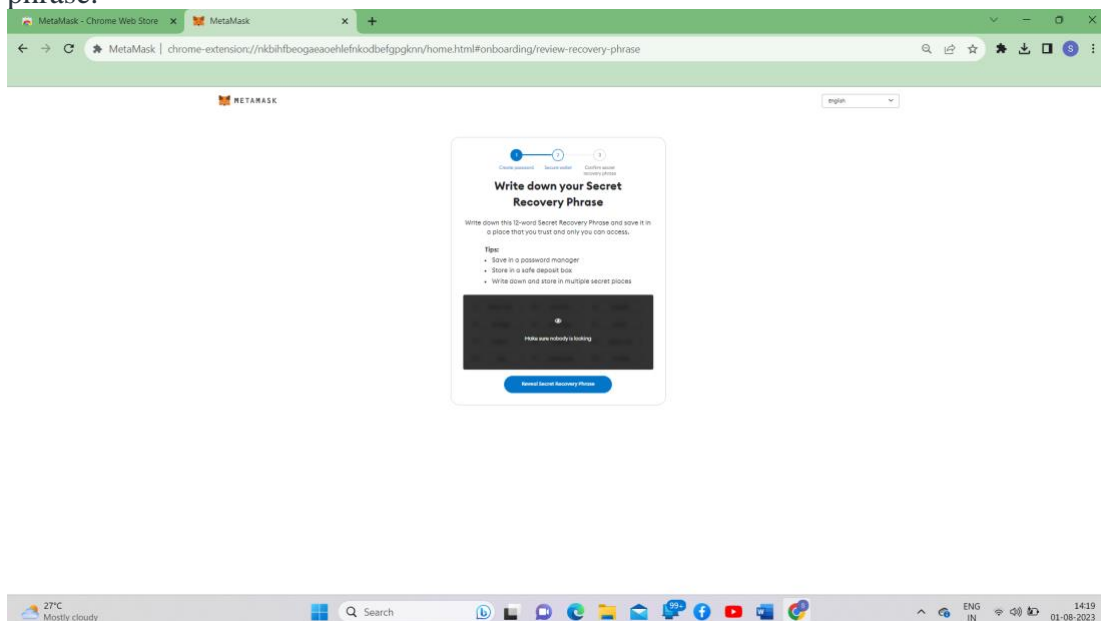 phrase.
MetaMask - Chrome Web Store
MetaMask
MetaMask | chrome-extension://nkbihfbeogaeaoehlefnkodbefgpgknn/home.html#onboarding/review-recovery-phrase
S
METAMASK
English
1 2 3
Create password Secure wallet Confirm secret
recovery phrase
Write down your Secret
Recovery Phrase
Write down this 12-word Secret Recovery Phrase and save it in
a place that you trust and only you can access.
Tips:
• Save in a password manager
• Store in a safe deposit box
• Write down and store in multiple secret places
Make sure nobody is looking
Reveal Secret Recovery Phrase
27°C
Mostly cloudy
Search
99+
ENG
IN
14:19
01-08-2023